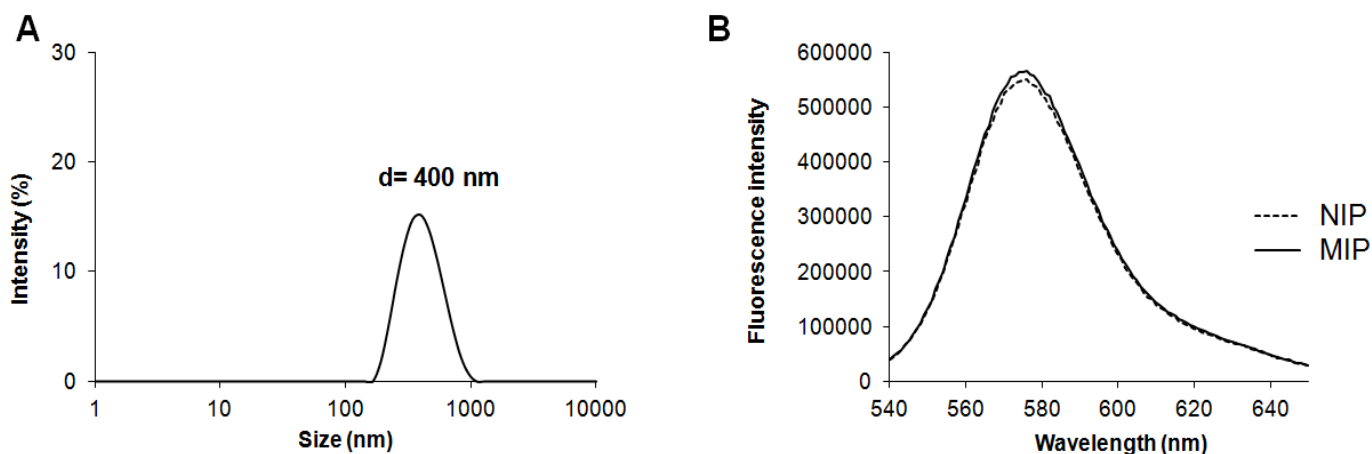 A
30
20
10
0
Intensity (%)
d= 400 nm
1 10 100 1000 10000
Size (nm)
B
600000
500000
400000
300000
200000
100000
0
Fluorescence intensity
540 560 580 600 620 640
Wavelength (nm)
NIP
MIP